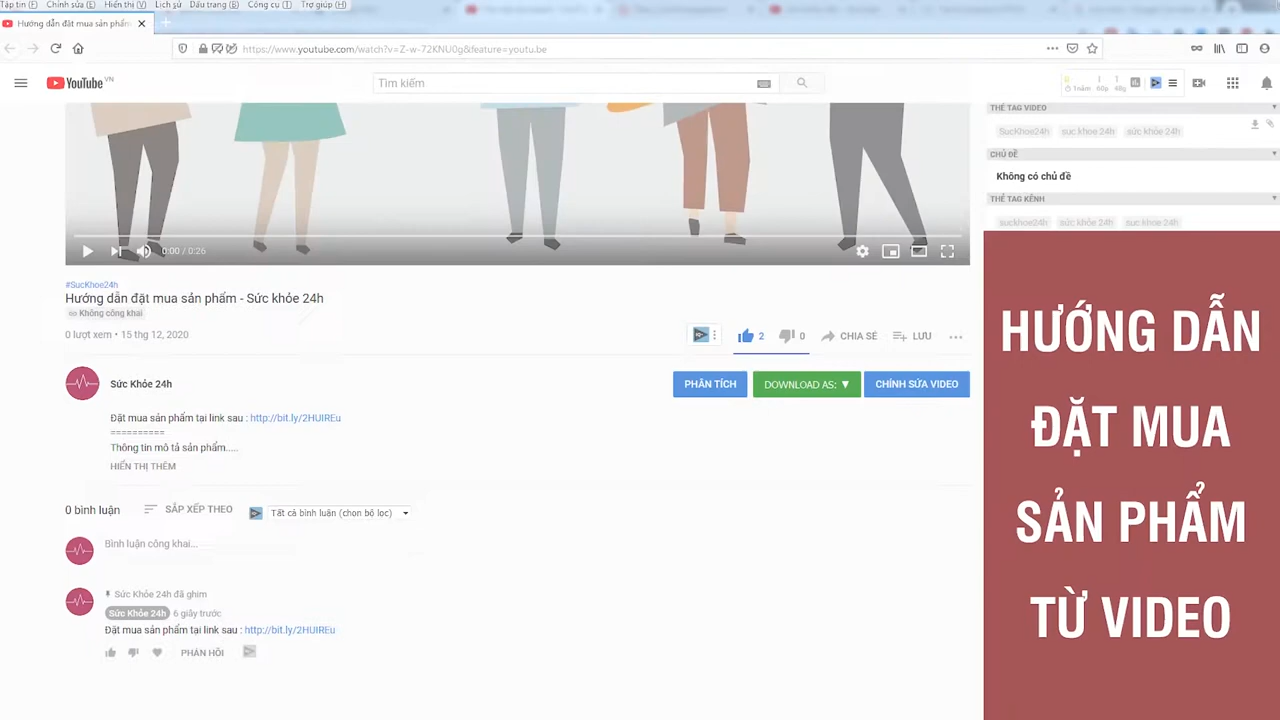 Tập tin (F) Chỉnh sửa (E) Hiển thị (V) Lịch sử Dấu trang (B) Công cụ (T) Trợ giúp (H)
Hướng dẫn đặt mua sản phẩm
https://www.youtube.com/watch?v=Z-w-72KNU0g&feature=youtu.be
YouTube VN
Tìm kiếm
1năm 60p 48g
THẺ TAG VIDEO
SucKhoe24h suc khoe 24h sức khỏe 24h
CHỦ ĐỀ
Không có chủ đề
THẺ TAG KÊNH
suckhoe24h sức khỏe 24h suc khoe 24h
0:00 / 0:26
#SucKhoe24h
Hướng dẫn đặt mua sản phẩm - Sức khỏe 24h
Không công khai
0 lượt xem • 15 thg 12, 2020
2 0 CHIA SẺ LƯU
Sức Khỏe 24h
PHÂN TÍCH DOWNLOAD AS: ▼ CHỈNH SỬA VIDEO
Đặt mua sản phẩm tại link sau : http://bit.ly/2HUIREu
==========
Thông tin mô tả sản phẩm.....
HIỂN THỊ THÊM
0 bình luận SẮP XẾP THEO Tất cả bình luận (chọn bộ lọc)
Bình luận công khai...
Sức Khỏe 24h đã ghim
Sức Khỏe 24h 6 giây trước
Đặt mua sản phẩm tại link sau : http://bit.ly/2HUIREu
PHẢN HỒI
HƯỚNG DẪN
ĐẶT MUA
SẢN PHẨM
TỪ VIDEO